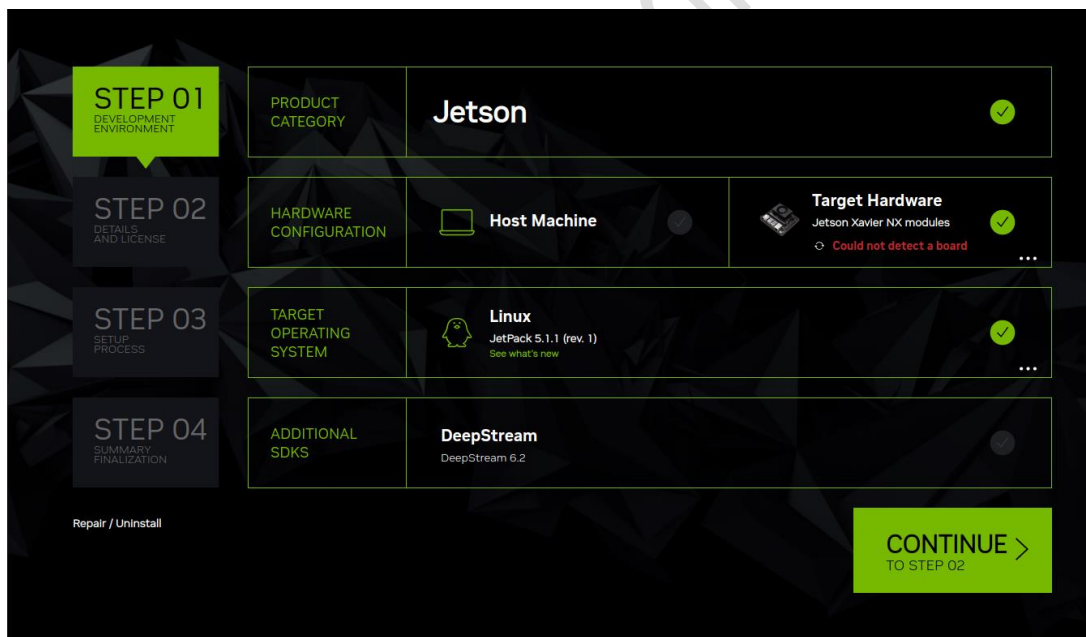 STEP 01
DEVELOPMENT
ENVIRONMENT
PRODUCT
CATEGORY
Jetson
STEP 02
DETAILS
AND LICENSE
HARDWARE
CONFIGURATION
Host Machine
Target Hardware
Jetson Xavier NX modules
Could not detect a board
...
STEP 03
SETUP
PROCESS
TARGET
OPERATING
SYSTEM
Linux
JetPack 5.1.1 (rev. 1)
See what's new
...
STEP 04
SUMMARY
FINALIZATION
ADDITIONAL
SDKS
DeepStream
DeepStream 6.2
Repair / Uninstall
CONTINUE >
TO STEP 02